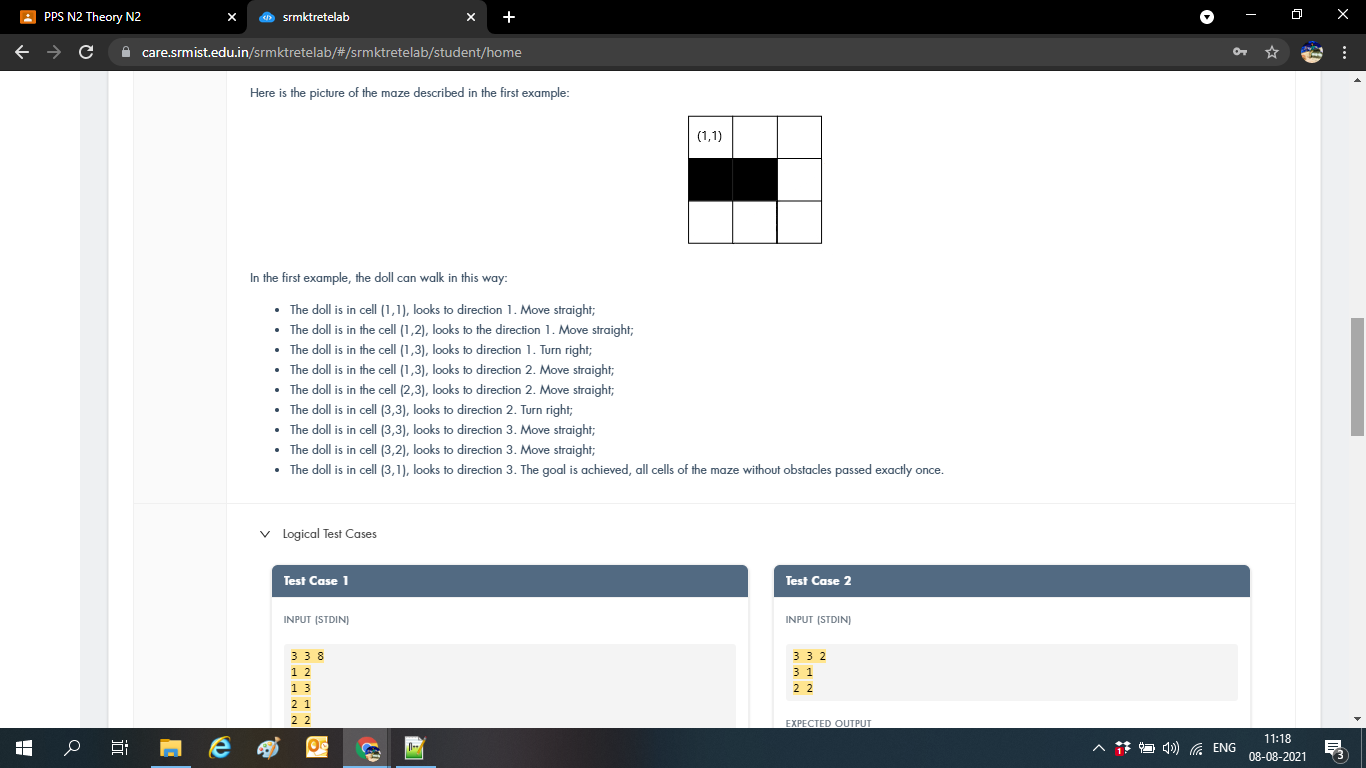 PPS N2 Theory N2
srmktretelab
care.srmist.edu.in/srmktretelab/#/srmktretelab/student/home
Here is the picture of the maze described in the first example:
(1,1)
In the first example, the doll can walk in this way:
• The doll is in cell (1,1), looks to direction 1. Move straight;
• The doll is in the cell (1,2), looks to the direction 1. Move straight;
• The doll is in the cell (1,3), looks to direction 1. Turn right;
• The doll is in the cell (1,3), looks to direction 2. Move straight;
• The doll is in the cell (2,3), looks to direction 2. Move straight;
• The doll is in cell (3,3), looks to direction 2. Turn right;
• The doll is in cell (3,3), looks to direction 3. Move straight;
• The doll is in cell (3,2), looks to direction 3. Move straight;
• The doll is in cell (3,1), looks to direction 3. The goal is achieved, all cells of the maze without obstacles passed exactly once.
Logical Test Cases
Test Case 1
INPUT (STDIN)
3 3 8
1 2
1 3
2 1
2 2
Test Case 2
INPUT (STDIN)
3 3 2
3 1
2 2
EXPECTED OUTPUT
ENG
11:18
08-08-2021
3